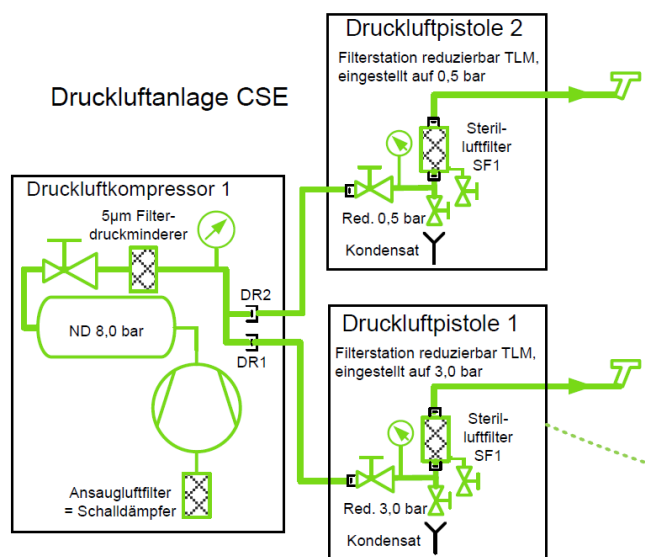 Druckluftanlage CSE
Druckluftkompressor 1
5µm Filter-
druckminderer
ND 8,0 bar
Ansaugluftfilter
= Schalldämpfer
DR2
DR1
Druckluftpistole 2
Filterstation reduzierbar TLM,
eingestellt auf 0,5 bar
Steril-
luftfilter
SF1
Red. 0,5 bar
Kondensat
Druckluftpistole 1
Filterstation reduzierbar TLM,
eingestellt auf 3,0 bar
Steril-
luftfilter
SF1
Red. 3,0 bar
Kondensat